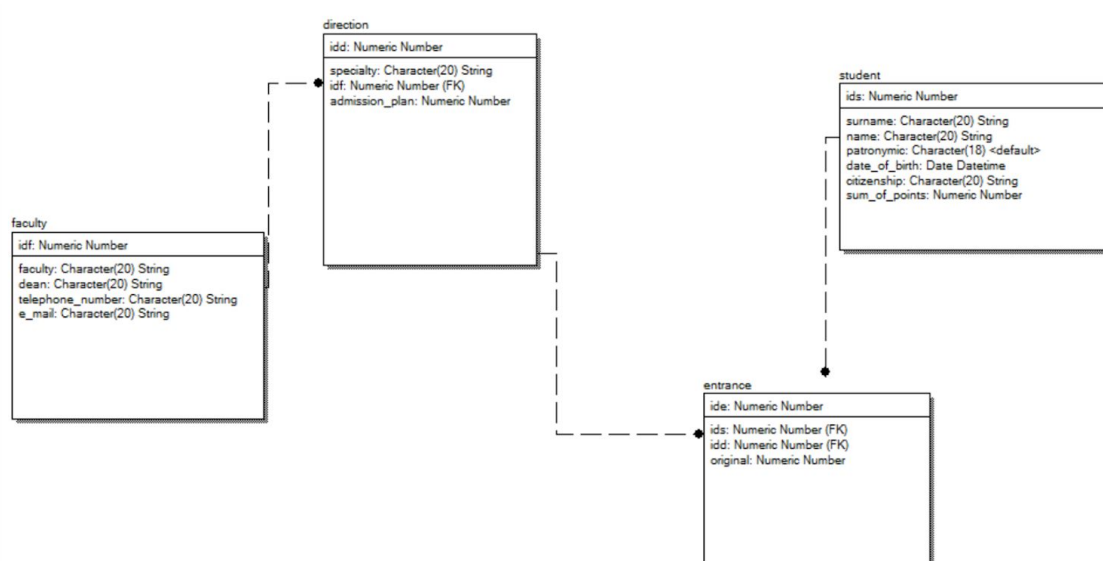 direction
idd: Numeric Number
specialty: Character(20) String
idf: Numeric Number (FK)
admission_plan: Numeric Number
student
ids: Numeric Number
surname: Character(20) String
name: Character(20) String
patronymic: Character(18) <default>
date_of_birth: Date Datetime
citizenship: Character(20) String
sum_of_points: Numeric Number
faculty
idf: Numeric Number
faculty: Character(20) String
dean: Character(20) String
telephone_number: Character(20) String
e_mail: Character(20) String
entrance
ide: Numeric Number
ids: Numeric Number (FK)
idd: Numeric Number (FK)
original: Numeric Number